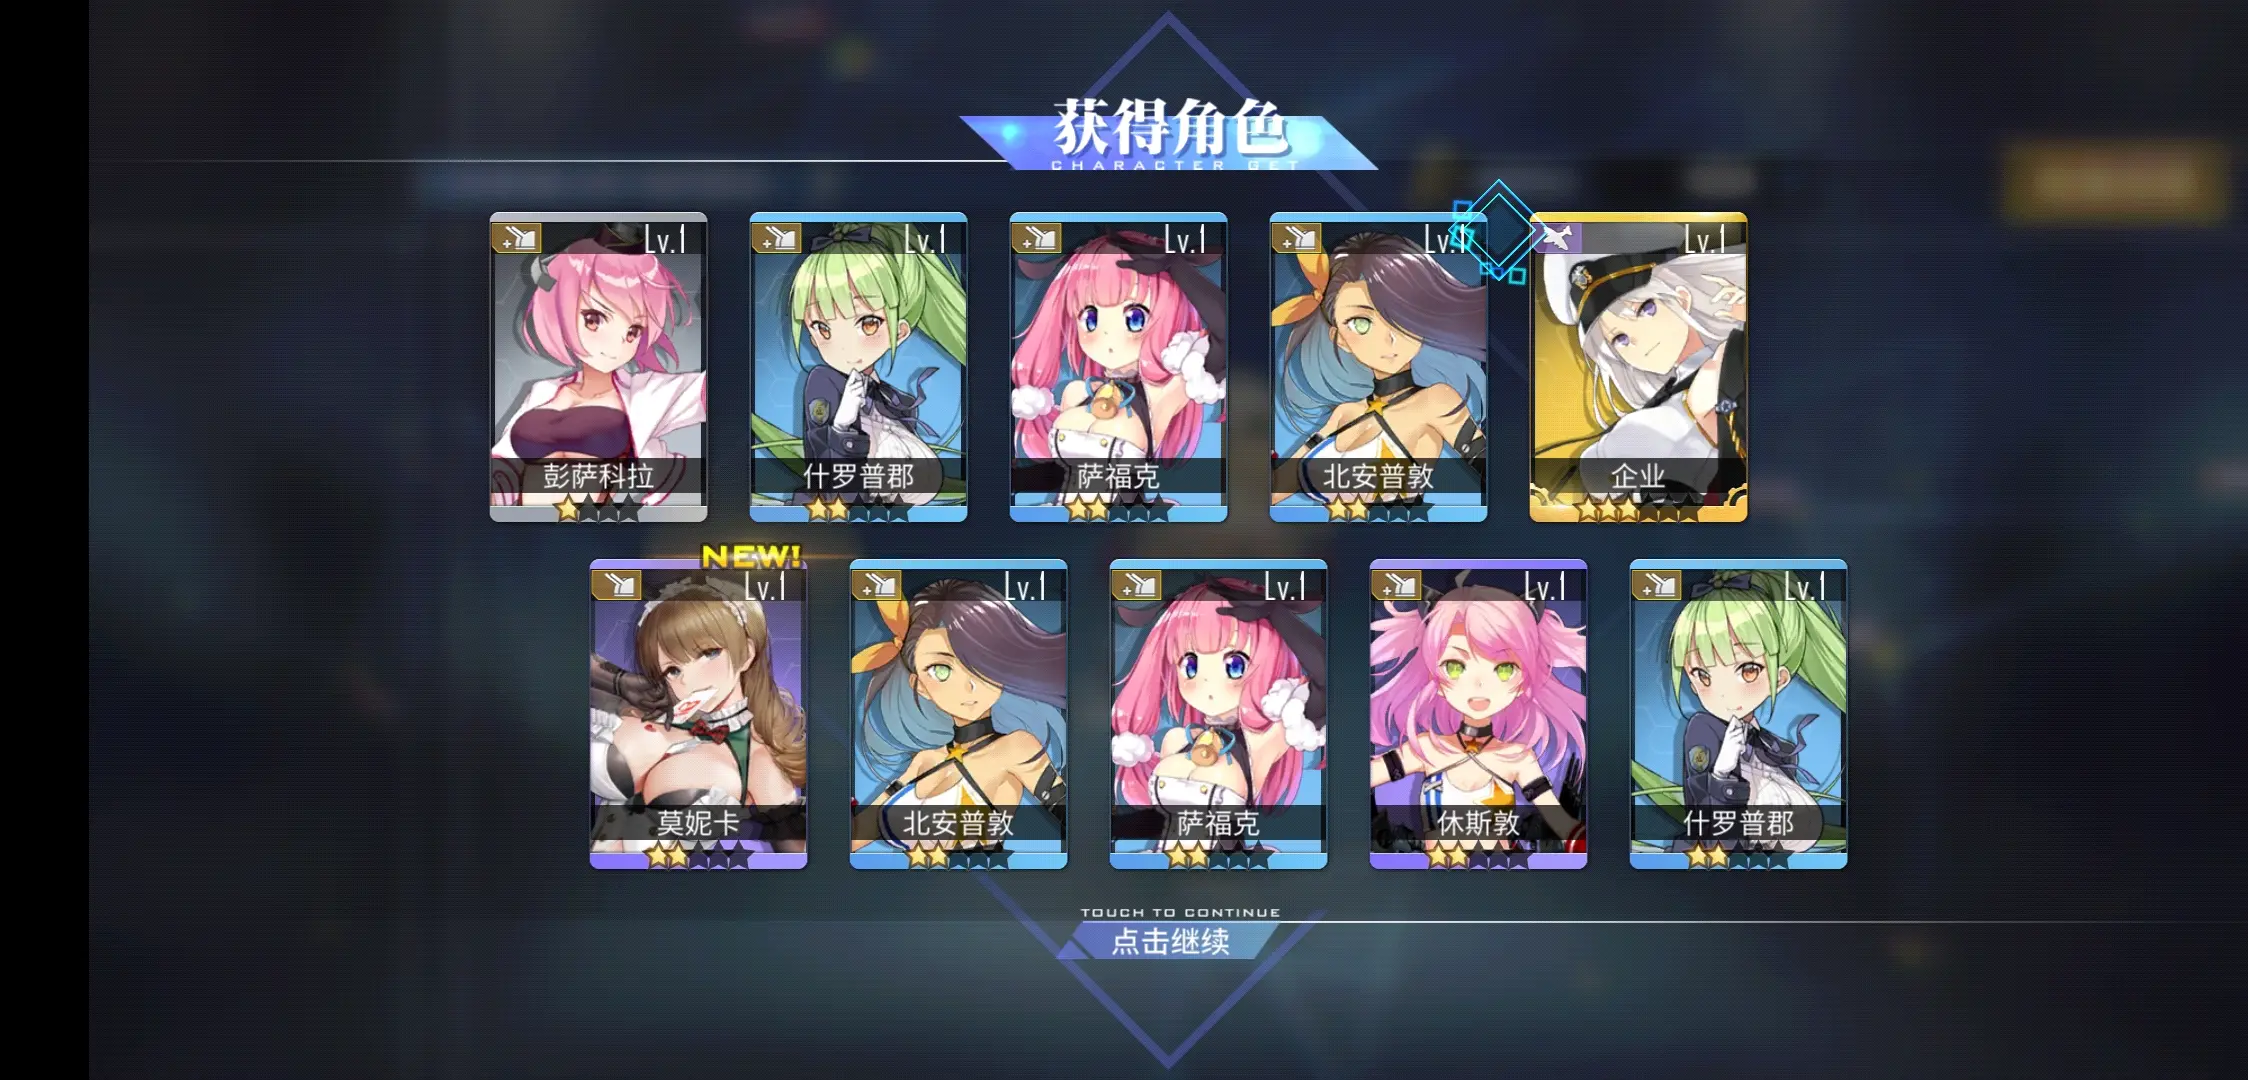 获得角色
CHARACTER GET
Lv.1
Lv.1
Lv.1
Lv.1
Lv.1
彭萨科拉
什罗普郡
萨福克
北安普敦
企业
NEW!
Lv.1
Lv.1
Lv.1
Lv.1
Lv.1
莫妮卡
北安普敦
萨福克
休斯敦
什罗普郡
TOUCH TO CONTINUE
点击继续